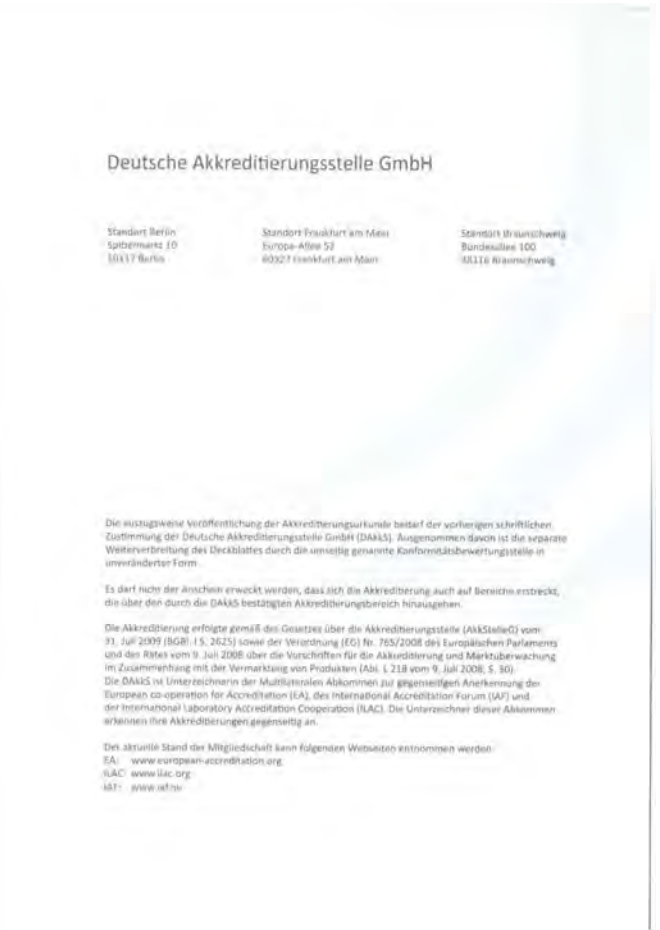 Deutsche Akkreditierungsstelle GmbH
Standort Berlin
Spittelmarkt 10
10117 Berlin
Standort Frankfurt am Main
Europa-Allee 52
60327 Frankfurt am Main
Standort Braunschweig
Bundesallee 100
38116 Braunschweig
Die auszugsweise Veröffentlichung der Akkreditierungsurkunde bedarf der vorherigen schriftlichen
Zustimmung der Deutsche Akkreditierungsstelle GmbH (DAkkS). Ausgenommen davon ist die separate
Weiterverbreitung des Deckblattes durch die umseitig genannte Konformitätsbewertungsstelle in
unveränderter Form.
Es darf nicht der Anschein erweckt werden, dass sich die Akkreditierung auch auf Bereiche erstreckt,
die über den durch die DAkkS bestätigten Akkreditierungsbereich hinausgehen.
Die Akkreditierung erfolgte gemäß des Gesetzes über die Akkreditierungsstelle (AkkStelleG) vom
31. Juli 2009 (BGBl. I S. 2625) sowie der Verordnung (EG) Nr. 765/2008 des Europäischen Parlaments
und des Rates vom 9. Juli 2008 über die Vorschriften für die Akkreditierung und Marktüberwachung
im Zusammenhang mit der Vermarktung von Produkten (Abl. L 218 vom 9. Juli 2008, S. 30).
Die DAkkS ist Unterzeichnerin der Multilateralen Abkommen zur gegenseitigen Anerkennung der
European co-operation for Accreditation (EA), des International Accreditation Forum (IAF) und
der International Laboratory Accreditation Cooperation (ILAC). Die Unterzeichner dieser Abkommen
erkennen ihre Akkreditierungen gegenseitig an.
Der aktuelle Stand der Mitgliedschaft kann folgenden Webseiten entnommen werden:
EA: www.european-accreditation.org
ILAC: www.ilac.org
IAF: www.iaf.nu